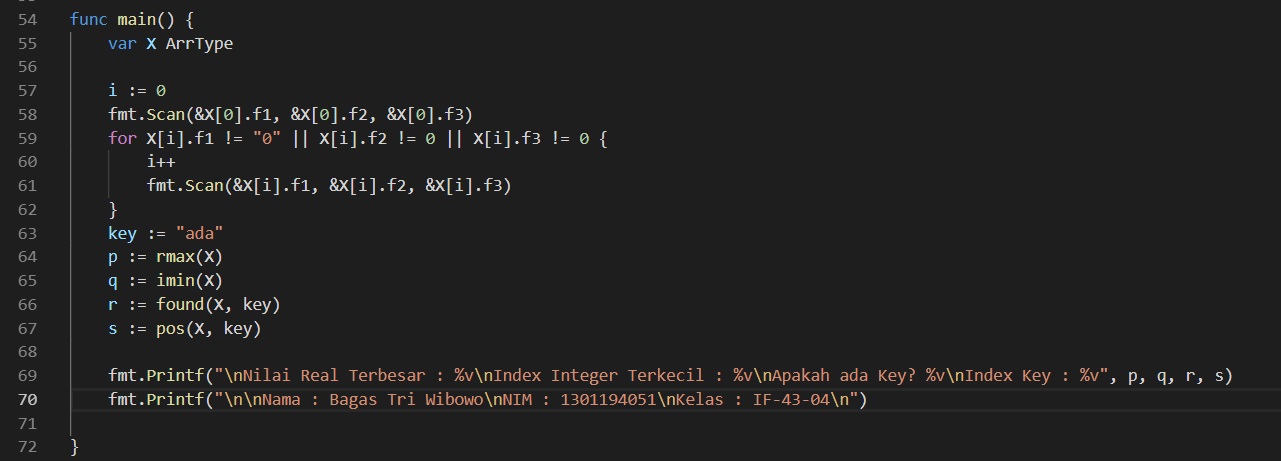 54 func main() {
55 var X ArrType
56
57 i := 0
58 fmt.Scan(&X[0].f1, &X[0].f2, &X[0].f3)
59 for X[i].f1 != "0" || X[i].f2 != 0 || X[i].f3 != 0 {
60 i++
61 fmt.Scan(&X[i].f1, &X[i].f2, &X[i].f3)
62 }
63 key := "ada"
64 p := rmax(X)
65 q := imin(X)
66 r := found(X, key)
67 s := pos(X, key)
68
69 fmt.Printf("\nNilai Real Terbesar : %v\nIndex Integer Terkecil : %v\nApakah ada Key? %v\nIndex Key : %v", p, q, r, s)
70 fmt.Printf("\n\nNama : Bagas Tri Wibowo\nNIM : 1301194051\nKelas : IF-43-04\n")
71
72 }